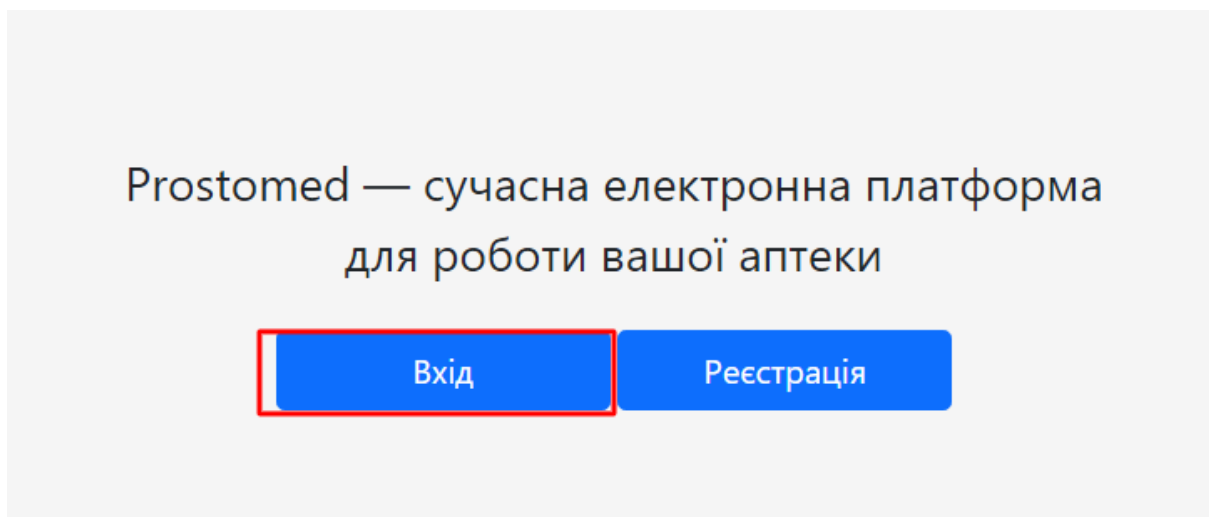 Prostomed — сучасна електронна платформа
для роботи вашої аптеки
Вхід Реєстрація